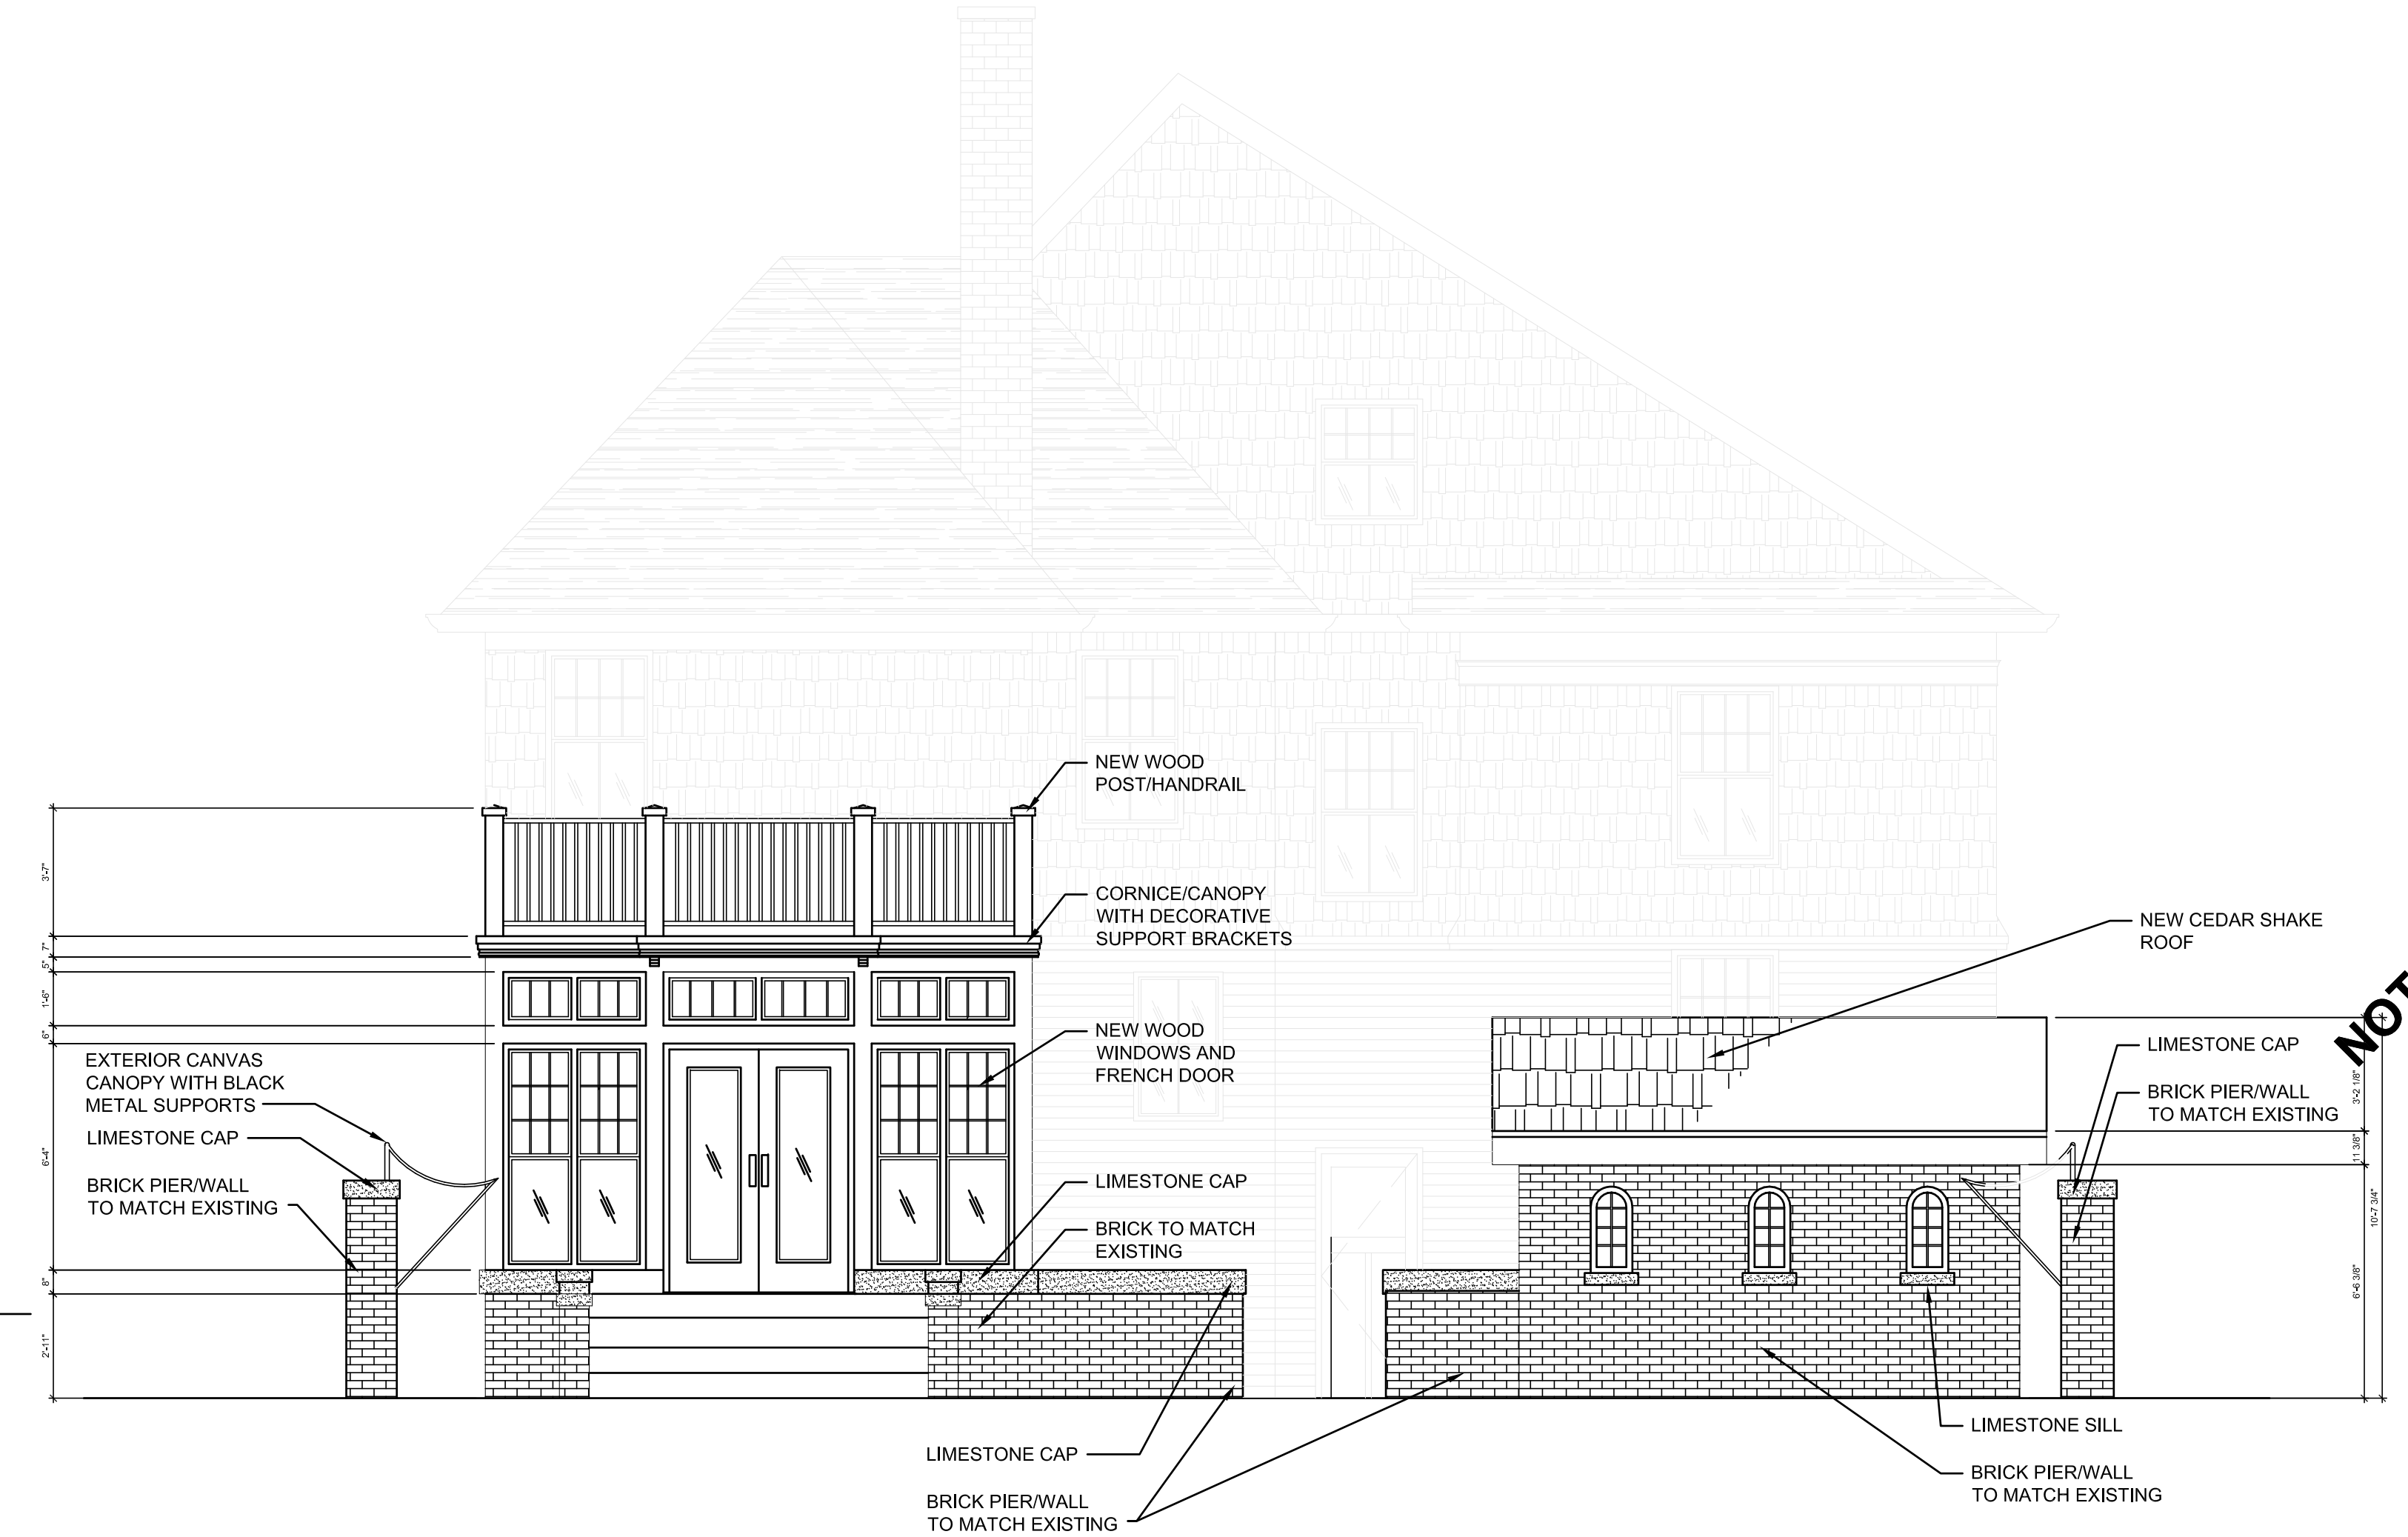 NEW WOOD
POST/HANDRAIL
CORNICE/CANOPY
WITH DECORATIVE
SUPPORT BRACKETS
NEW WOOD
WINDOWS AND
FRENCH DOOR
EXTERIOR CANVAS
CANOPY WITH BLACK
METAL SUPPORTS
LIMESTONE CAP
BRICK PIER/WALL
TO MATCH EXISTING
LIMESTONE CAP
BRICK TO MATCH
EXISTING
LIMESTONE CAP
BRICK PIER/WALL
TO MATCH EXISTING
NEW CEDAR SHAKE
ROOF
LIMESTONE CAP
BRICK PIER/WALL
TO MATCH EXISTING
LIMESTONE SILL
BRICK PIER/WALL
TO MATCH EXISTING
NOT
3'-7"
7"
5"
1'-6"
6"
6'-4"
8"
2'-11"
3'-2 1/8"
11 3/8"
6'-6 3/8"
10'-7 3/4"